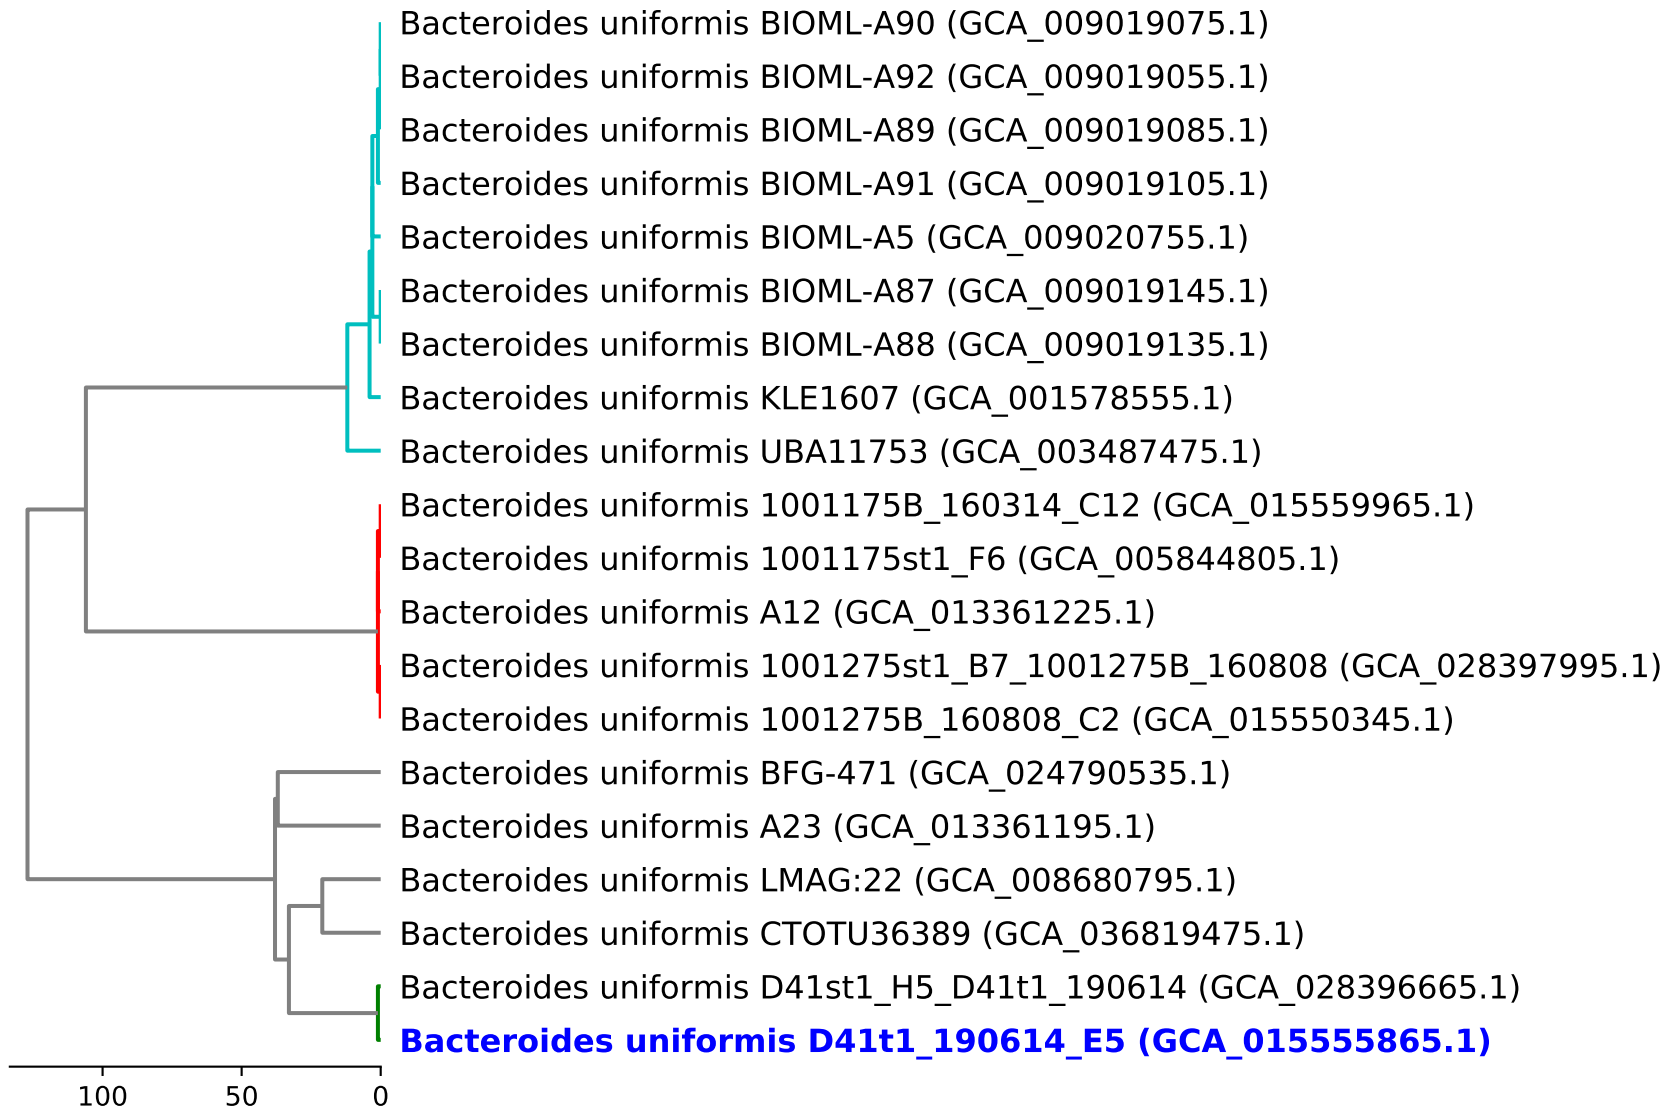 Bacteroides uniformis BIOML-A90 (GCA_009019075.1)
Bacteroides uniformis BIOML-A92 (GCA_009019055.1)
Bacteroides uniformis BIOML-A89 (GCA_009019085.1)
Bacteroides uniformis BIOML-A91 (GCA_009019105.1)
Bacteroides uniformis BIOML-A5 (GCA_009020755.1)
Bacteroides uniformis BIOML-A87 (GCA_009019145.1)
Bacteroides uniformis BIOML-A88 (GCA_009019135.1)
Bacteroides uniformis KLE1607 (GCA_001578555.1)
Bacteroides uniformis UBA11753 (GCA_003487475.1)
Bacteroides uniformis 1001175B_160314_C12 (GCA_015559965.1)
Bacteroides uniformis 1001175st1_F6 (GCA_005844805.1)
Bacteroides uniformis A12 (GCA_013361225.1)
Bacteroides uniformis 1001275st1_B7_1001275B_160808 (GCA_028397995.1)
Bacteroides uniformis 1001275B_160808_C2 (GCA_015550345.1)
Bacteroides uniformis BFG-471 (GCA_024790535.1)
Bacteroides uniformis A23 (GCA_013361195.1)
Bacteroides uniformis LMAG:22 (GCA_008680795.1)
Bacteroides uniformis CTOTU36389 (GCA_036819475.1)
Bacteroides uniformis D41st1_H5_D41t1_190614 (GCA_028396665.1)
Bacteroides uniformis D41t1_190614_E5 (GCA_015555865.1)
100 50 0